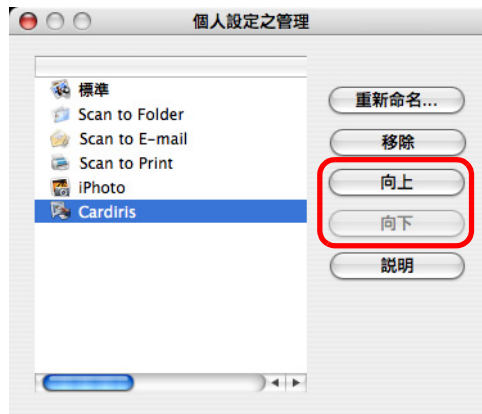 個人設定之管理
標準
Scan to Folder
Scan to E-mail
Scan to Print
iPhoto
Cardiris
重新命名...
移除
向上
向下
説明